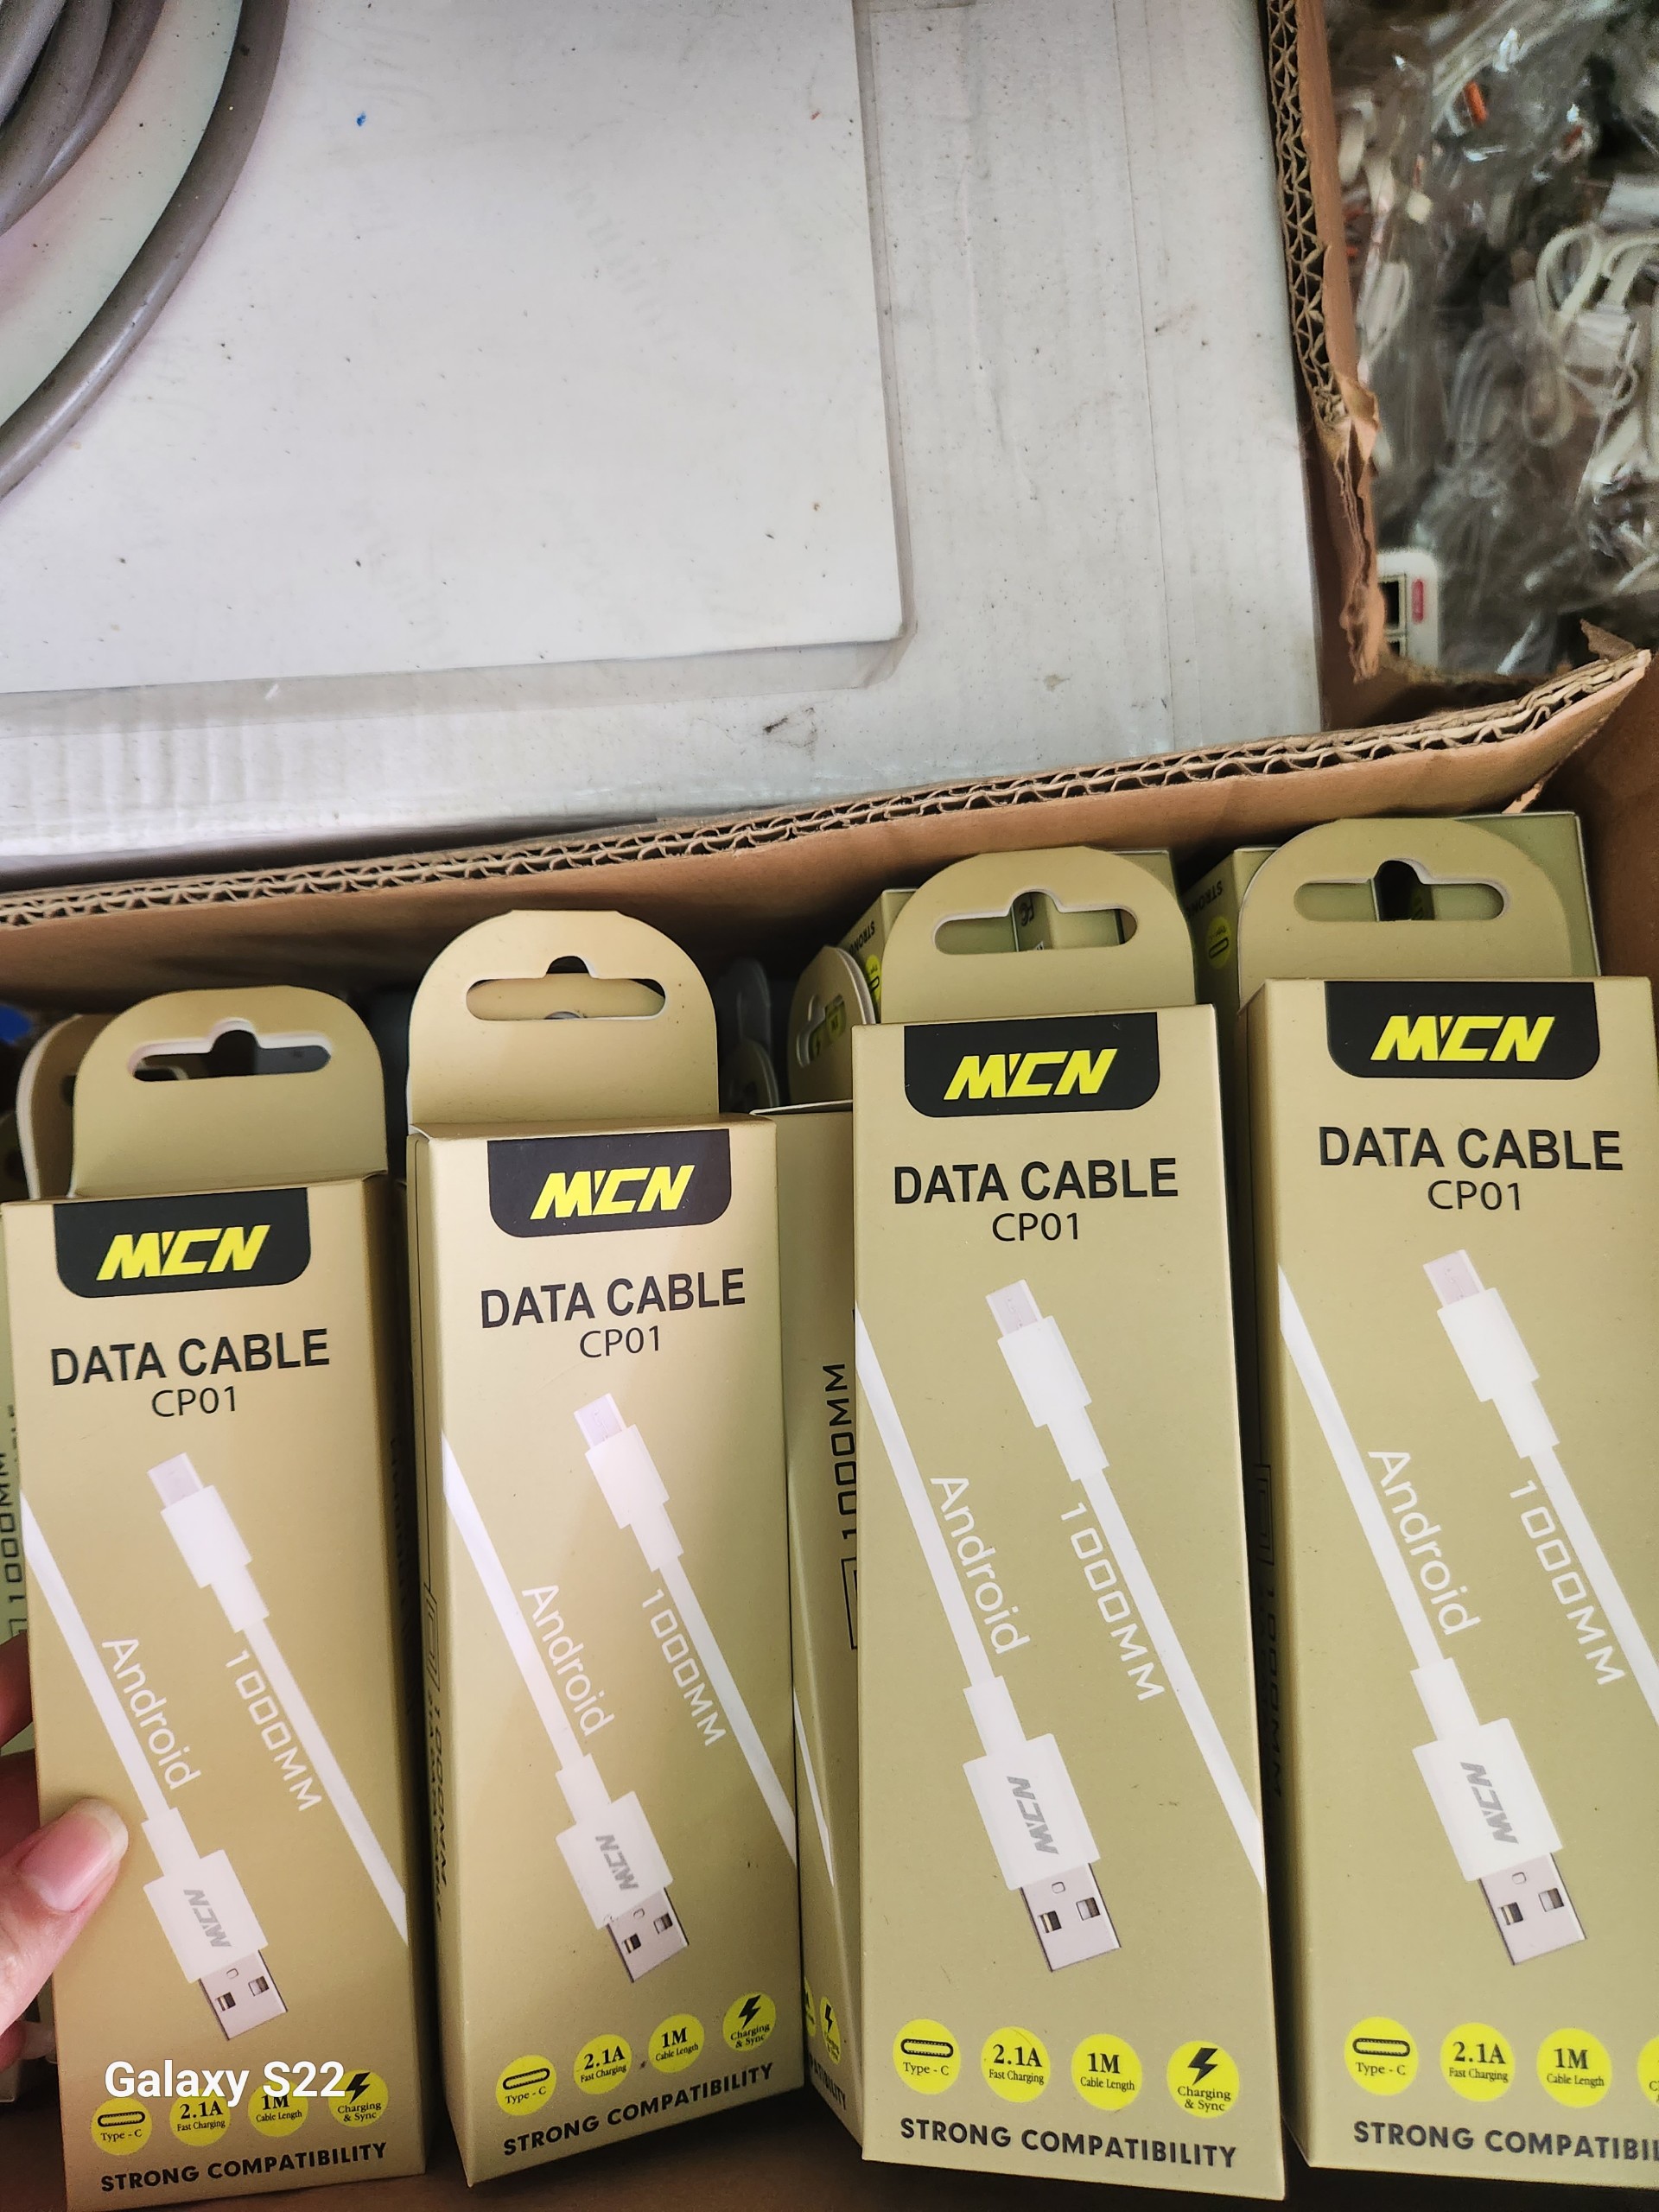 MCN
DATA CABLE
CP01
Android
1000MM
MCN
Type - C
2.1A
Fast Charging
1M
Cable Length
Charging
& Sync
STRONG COMPATIBILITY
MCN
DATA CABLE
CP01
Android
1000MM
MCN
Type - C
2.1A
Fast Charging
1M
Cable Length
Charging
& Sync
STRONG COMPATIBILITY
1000MM
MCN
DATA CABLE
CP01
Android
1000MM
MCN
Type - C
2.1A
Fast Charging
1M
Cable Length
Charging
& Sync
STRONG COMPATIBILITY
MCN
DATA CABLE
CP01
Android
1000MM
MCN
Type - C
2.1A
Fast Charging
1M
Cable Length
STRONG
1000MM
Galaxy S22